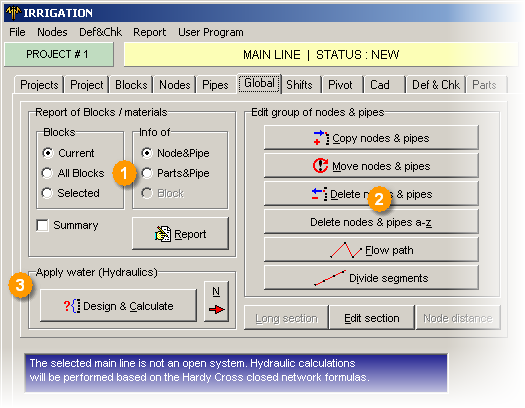 IRRIGATION
File Nodes Def&Chk Report User Program
PROJECT # 1
MAIN LINE | STATUS : NEW
Projects Project Blocks Nodes Pipes Global Shifts Pivot Cad Def & Chk Parts
Report of Blocks / materials
Blocks
Current
All Blocks
Selected
Info of
Node&Pipe
Parts&Pipe
Block
1
Summary
Report
Apply water (Hydraulics)
3
?{ Design & Calculate
N
Edit group of nodes & pipes
Copy nodes & pipes
Move nodes & pipes
Delete nodes & pipes
2
Delete nodes & pipes a-z
Flow path
Divide segments
Long section Edit section Node distance
The selected main line is not an open system. Hydraulic calculations
will be performed based on the Hardy Cross closed network formulas.